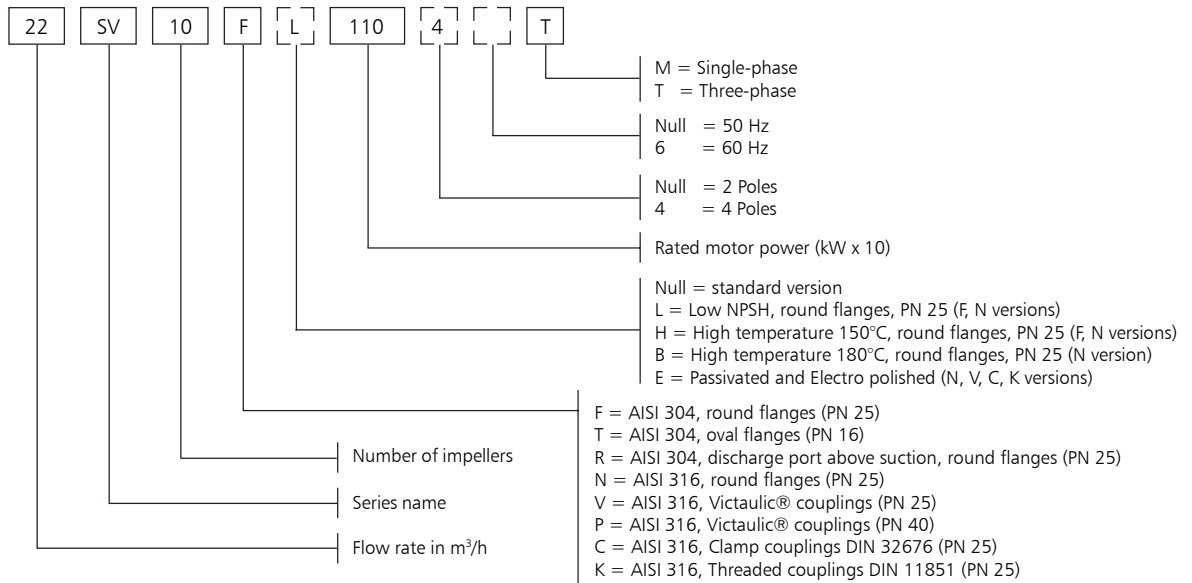 22 SV 10 F L 110 4 T
M = Single-phase
T = Three-phase
Null = 50 Hz
6 = 60 Hz
Null = 2 Poles
4 = 4 Poles
Rated motor power (kW x 10)
Null = standard version
L = Low NPSH, round flanges, PN 25 (F, N versions)
H = High temperature 150°C, round flanges, PN 25 (F, N versions)
B = High temperature 180°C, round flanges, PN 25 (N version)
E = Passivated and Electro polished (N, V, C, K versions)
F = AISI 304, round flanges (PN 25)
T = AISI 304, oval flanges (PN 16)
R = AISI 304, discharge port above suction, round flanges (PN 25)
N = AISI 316, round flanges (PN 25)
V = AISI 316, Victaulic® couplings (PN 25)
P = AISI 316, Victaulic® couplings (PN 40)
C = AISI 316, Clamp couplings DIN 32676 (PN 25)
K = AISI 316, Threaded couplings DIN 11851 (PN 25)
Number of impellers
Series name
Flow rate in m³/h